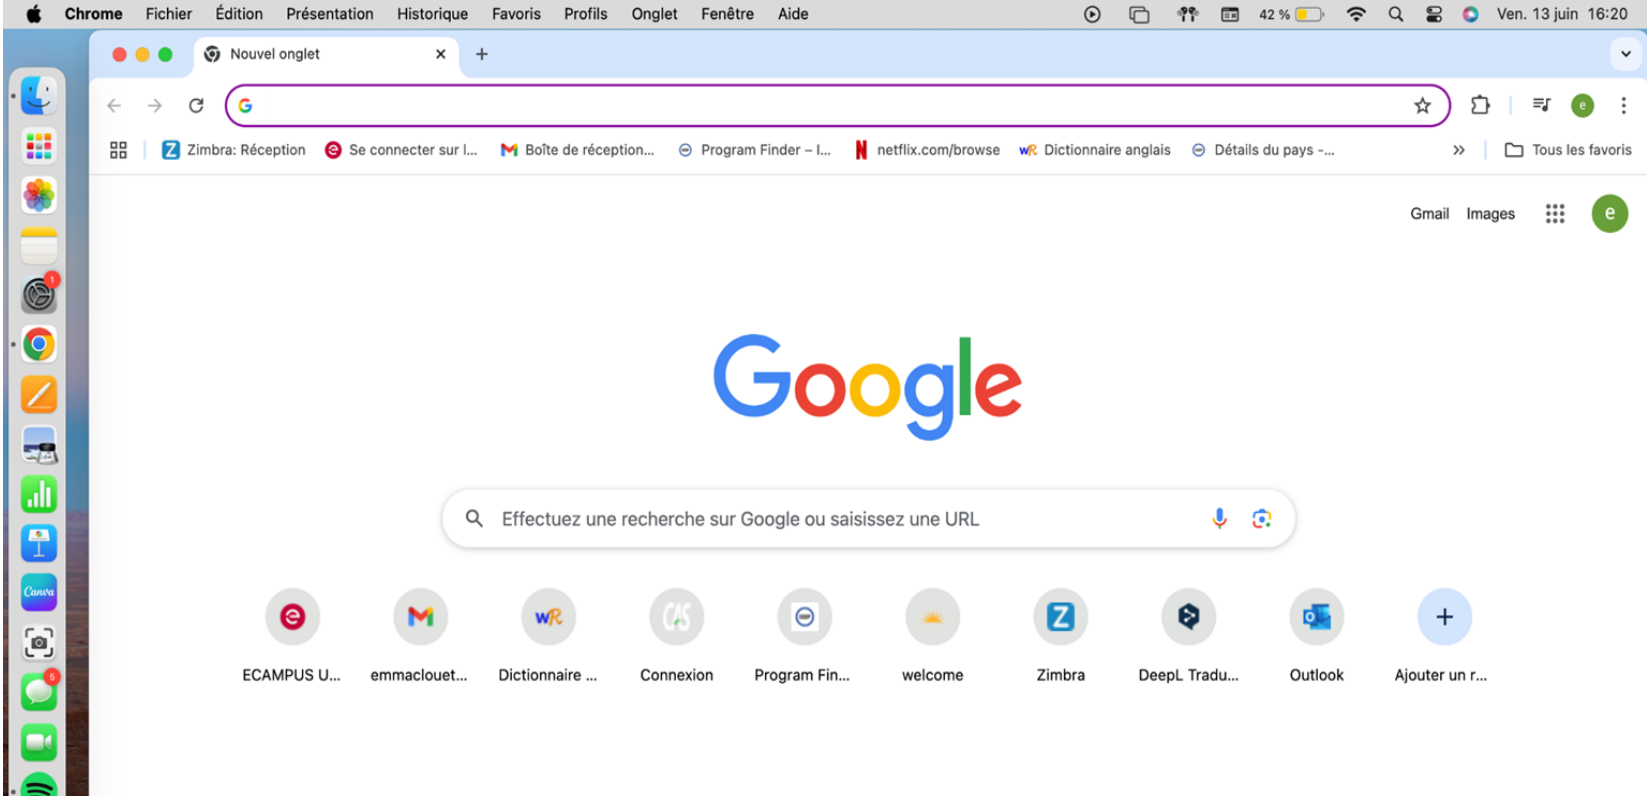 Chrome Fichier Édition Présentation Historique Favoris Profils Onglet Fenêtre Aide 42 % Ven. 13 juin 16:20
Nouvel onglet
Zimbra: Réception Se connecter sur l... Boîte de réception... Program Finder – I... netflix.com/browse Dictionnaire anglais Détails du pays -... Tous les favoris
Gmail Images e
Google
Effectuez une recherche sur Google ou saisissez une URL
ECAMPUS U... emmaclouet... Dictionnaire ... Connexion Program Fin... welcome Zimbra DeepL Tradu... Outlook Ajouter un r...
1
Canva
5